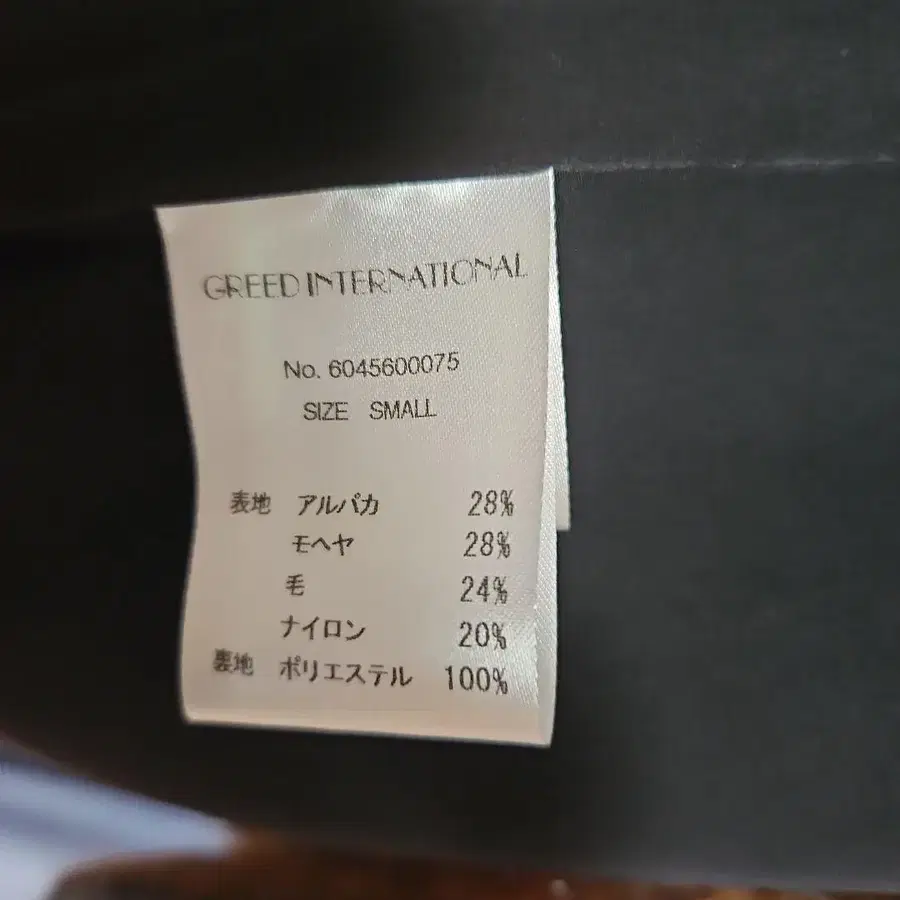 GREED INTERNATIONAL
No. 6045600075
SIZE SMALL
表地 アルパカ 28%
モヘヤ 28%
毛 24%
ナイロン 20%
裏地 ポリエステル 100%